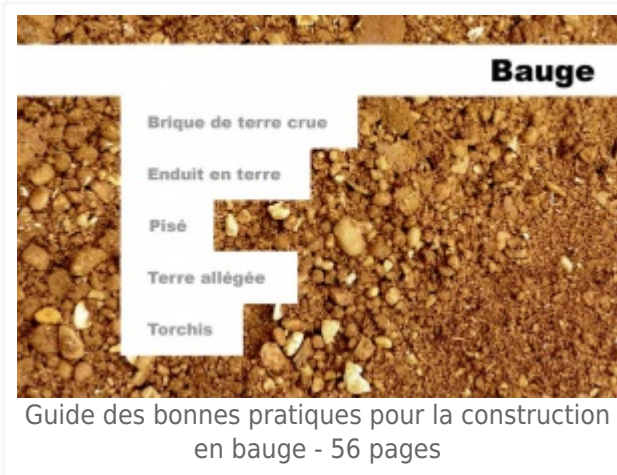 Bauge
Brique de terre crue
Enduit en terre
Pisé
Terre allégée
Torchis
Guide des bonnes pratiques pour la construction
en bauge - 56 pages